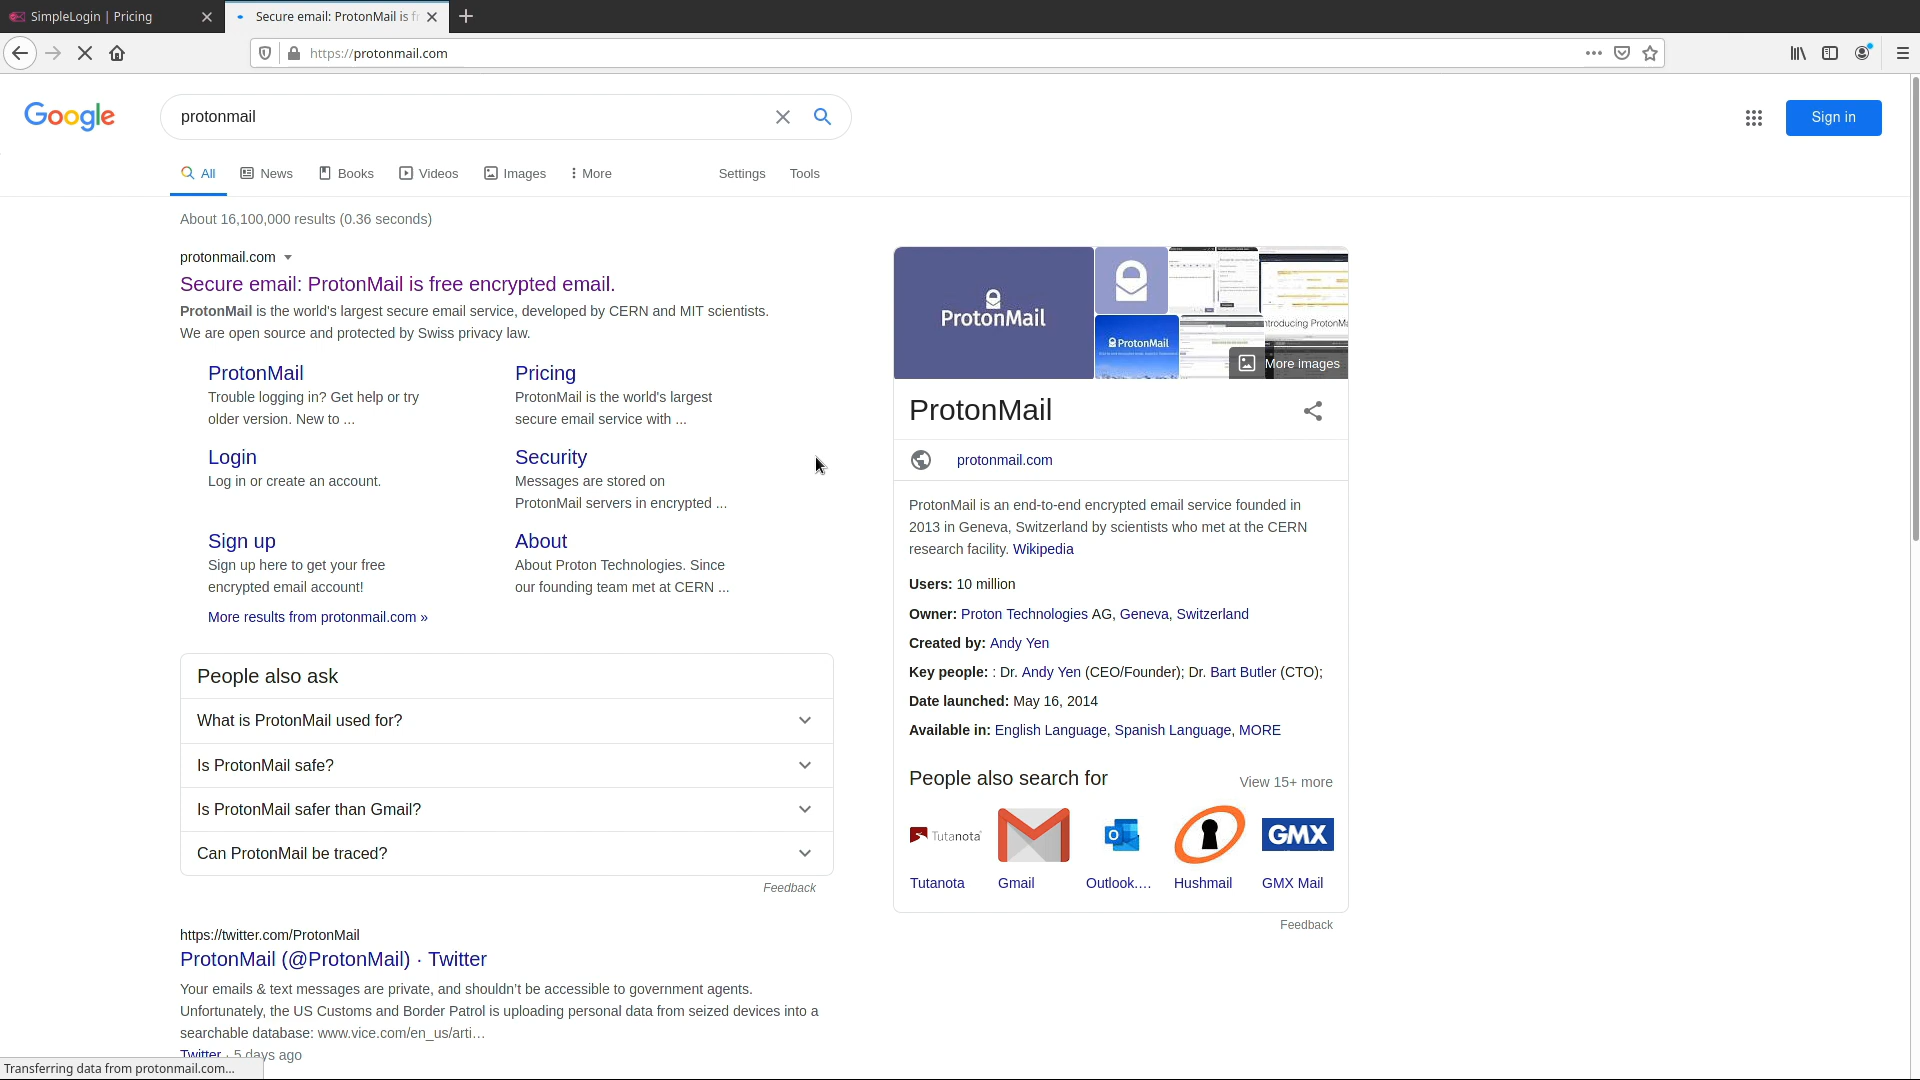 SimpleLogin | Pricing
Secure email: ProtonMail is fr
https://protonmail.com
Google
protonmail
Sign in
All
News
Books
Videos
Images
More
Settings
Tools
About 16,100,000 results (0.36 seconds)
protonmail.com
Secure email: ProtonMail is free encrypted email.
ProtonMail is the world's largest secure email service, developed by CERN and MIT scientists.
We are open source and protected by Swiss privacy law.
ProtonMail
Trouble logging in? Get help or try
older version. New to ...
Pricing
ProtonMail is the world's largest
secure email service with ...
Login
Log in or create an account.
Security
Messages are stored on
ProtonMail servers in encrypted ...
Sign up
Sign up here to get your free
encrypted email account!
About
About Proton Technologies. Since
our founding team met at CERN ...
More results from protonmail.com »
People also ask
What is ProtonMail used for?
Is ProtonMail safe?
Is ProtonMail safer than Gmail?
Can ProtonMail be traced?
Feedback
https://twitter.com/ProtonMail
ProtonMail (@ProtonMail) · Twitter
Your emails & text messages are private, and shouldn’t be accessible to government agents.
Unfortunately, the US Customs and Border Patrol is uploading personal data from seized devices into a
searchable database: www.vice.com/en_us/arti…
Twitter · 5 days ago
Transferring data from protonmail.com…
ProtonMail
ProtonMail
ntroducing ProtonMa
More images
ProtonMail
protonmail.com
ProtonMail is an end-to-end encrypted email service founded in
2013 in Geneva, Switzerland by scientists who met at the CERN
research facility. Wikipedia
Users: 10 million
Owner: Proton Technologies AG, Geneva, Switzerland
Created by: Andy Yen
Key people: : Dr. Andy Yen (CEO/Founder); Dr. Bart Butler (CTO);
Date launched: May 16, 2014
Available in: English Language, Spanish Language, MORE
People also search for
View 15+ more
Tutanota
GMX
Tutanota
Gmail
Outlook....
Hushmail
GMX Mail
Feedback